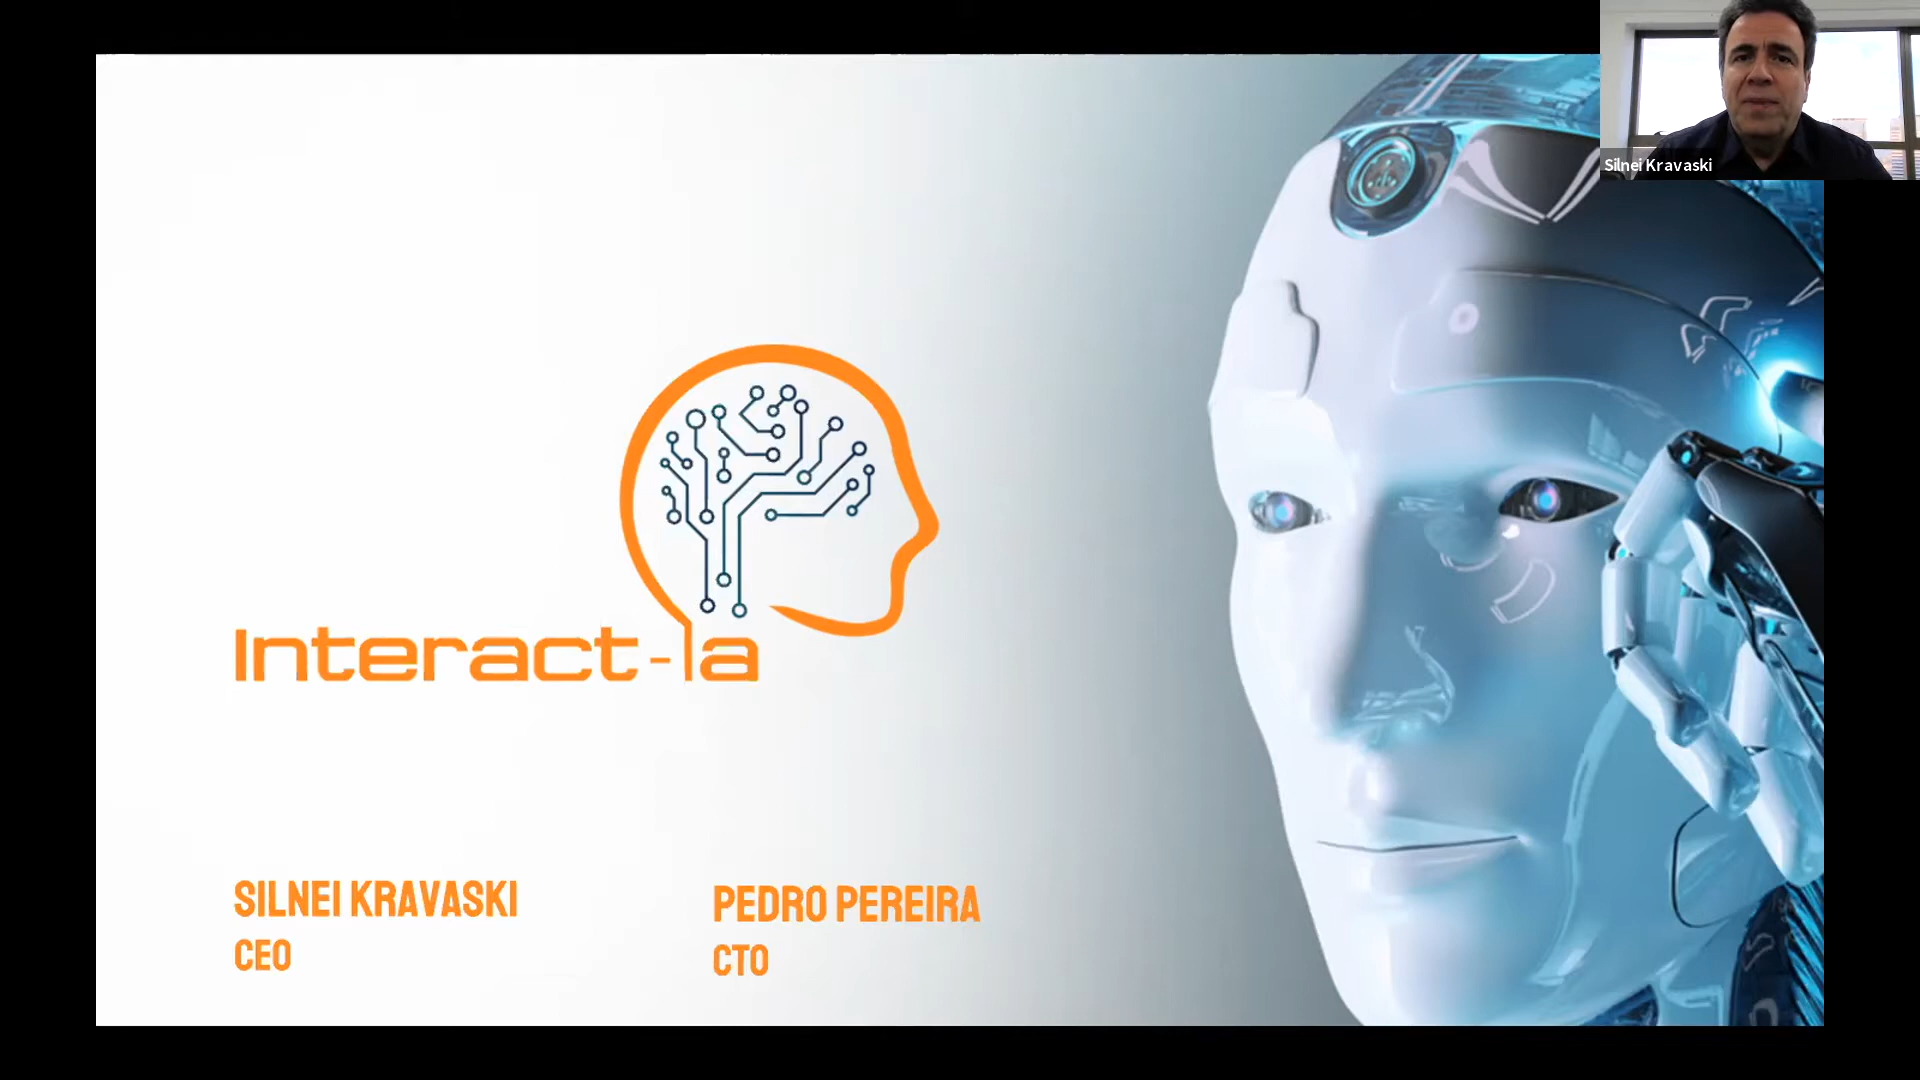 Silnei Kravaski
Interact-Ia
SILNEI KRAVASKI
CEO
PEDRO PEREIRA
CTO